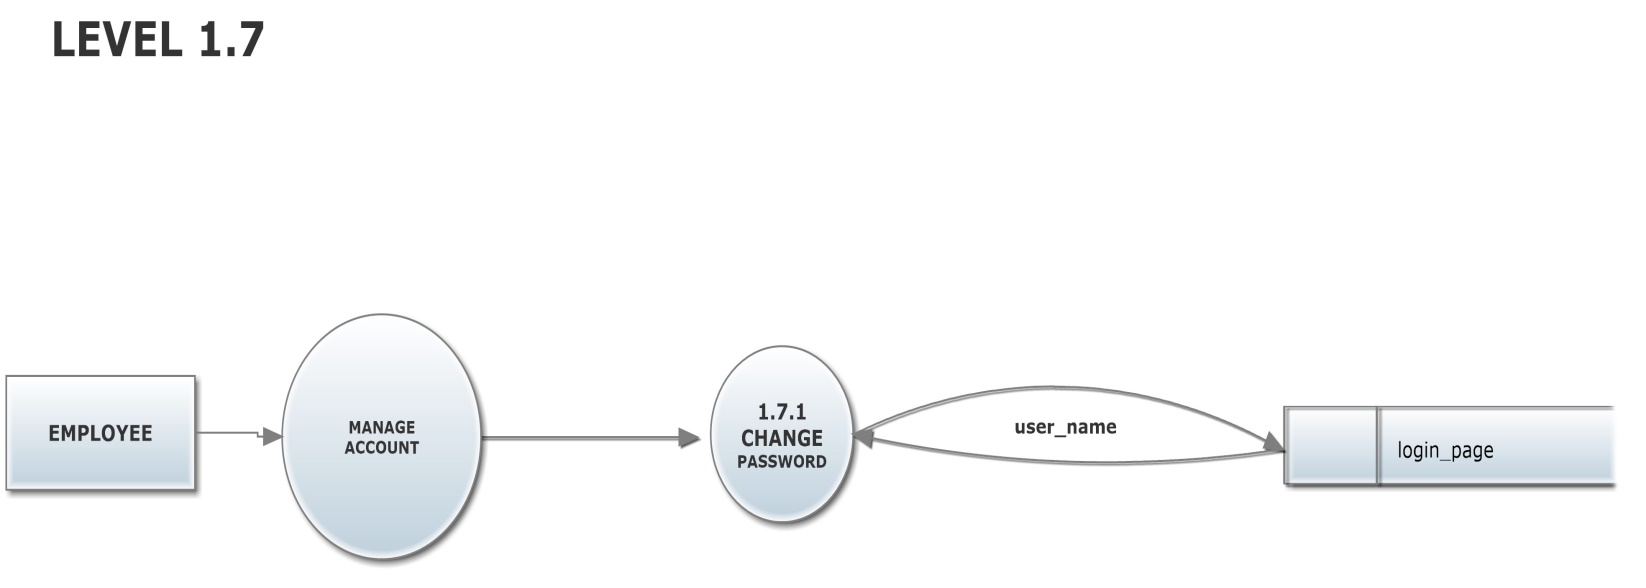 LEVEL 1.7
EMPLOYEE
MANAGE
ACCOUNT
1.7.1
CHANGE
PASSWORD
user_name
login_page